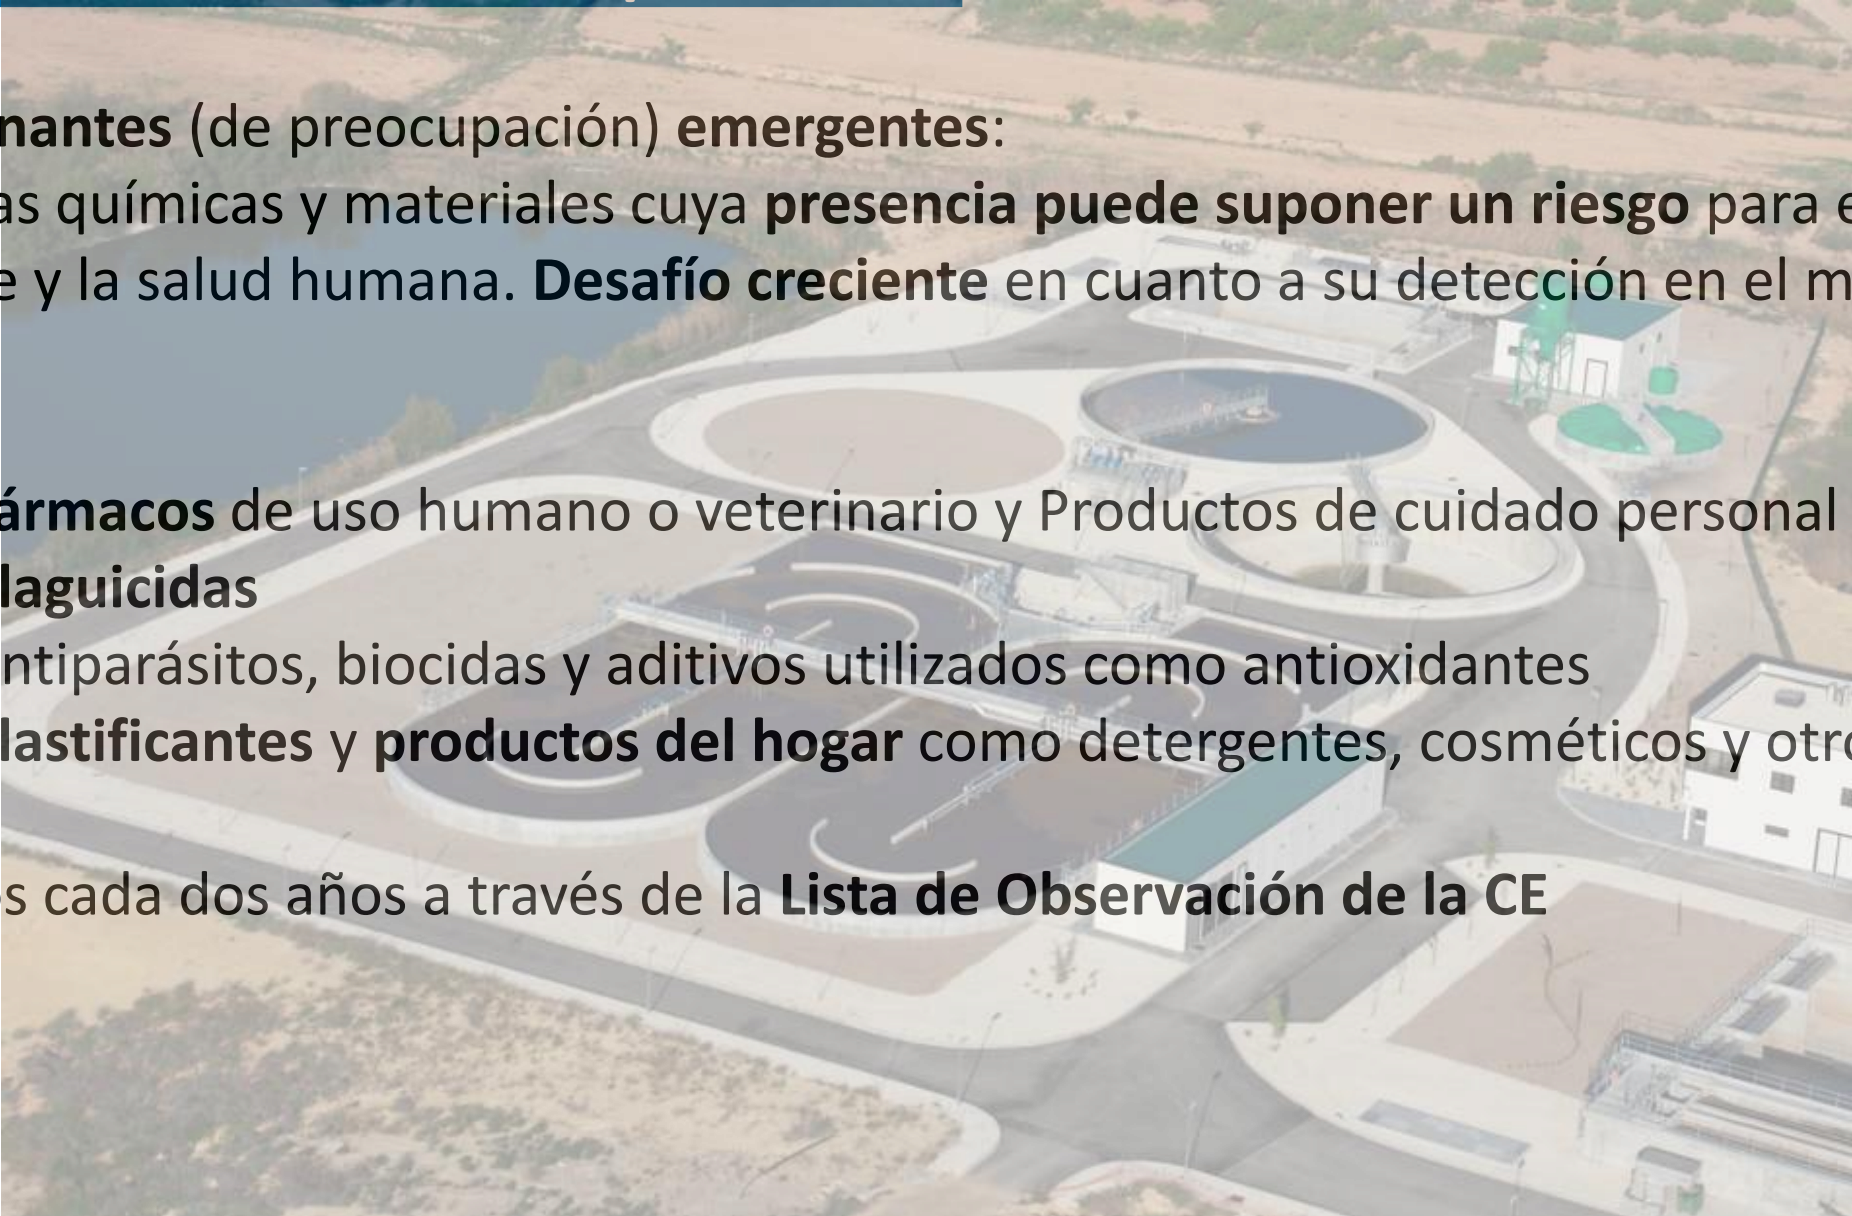 nantes (de preocupación) emergentes:
as químicas y materiales cuya presencia puede suponer un riesgo para e
e y la salud humana. Desafío creciente en cuanto a su detección en el m
ármacos de uso humano o veterinario y Productos de cuidado personal
laguicidas
ntiparásitos, biocidas y aditivos utilizados como antioxidantes
lastificantes y productos del hogar como detergentes, cosméticos y otro
s cada dos años a través de la Lista de Observación de la CE